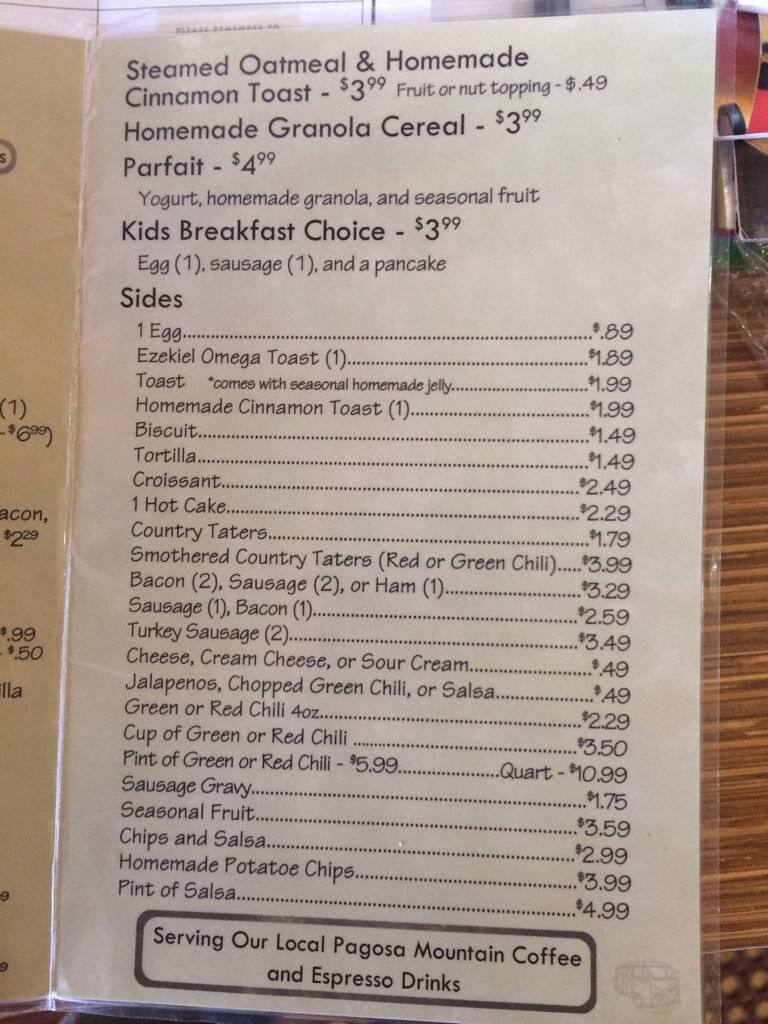 Steamed Oatmeal & Homemade
Cinnamon Toast - $3.99 Fruit or nut topping - $.49
Homemade Granola Cereal - $3.99
Parfait - $4.99
Yogurt, homemade granola, and seasonal fruit
Kids Breakfast Choice - $3.99
Egg (1), sausage (1), and a pancake
Sides
1 Egg $.89
Ezekiel Omega Toast (1) $1.89
Toast *comes with seasonal homemade jelly $1.99
Homemade Cinnamon Toast (1) $1.99
Biscuit $1.49
Tortilla $1.49
Croissant $2.49
1 Hot Cake $2.29
Country Taters $1.79
Smothered Country Taters (Red or Green Chili) $3.99
Bacon (2), Sausage (2), or Ham (1) $3.29
Sausage (1), Bacon (1) $2.59
Turkey Sausage (2) $3.49
Cheese, Cream Cheese, or Sour Cream $.49
Jalapenos, Chopped Green Chili, or Salsa $.49
Green or Red Chili 4oz $2.29
Cup of Green or Red Chili $3.50
Pint of Green or Red Chili - $5.99 Quart - $10.99
Sausage Gravy $1.75
Seasonal Fruit $3.59
Chips and Salsa $2.99
Homemade Potatoe Chips $3.99
Pint of Salsa $4.99
Serving Our Local Pagosa Mountain Coffee
and Espresso Drinks
(1)
-$6.99)
$2.29
$.99
- $.50